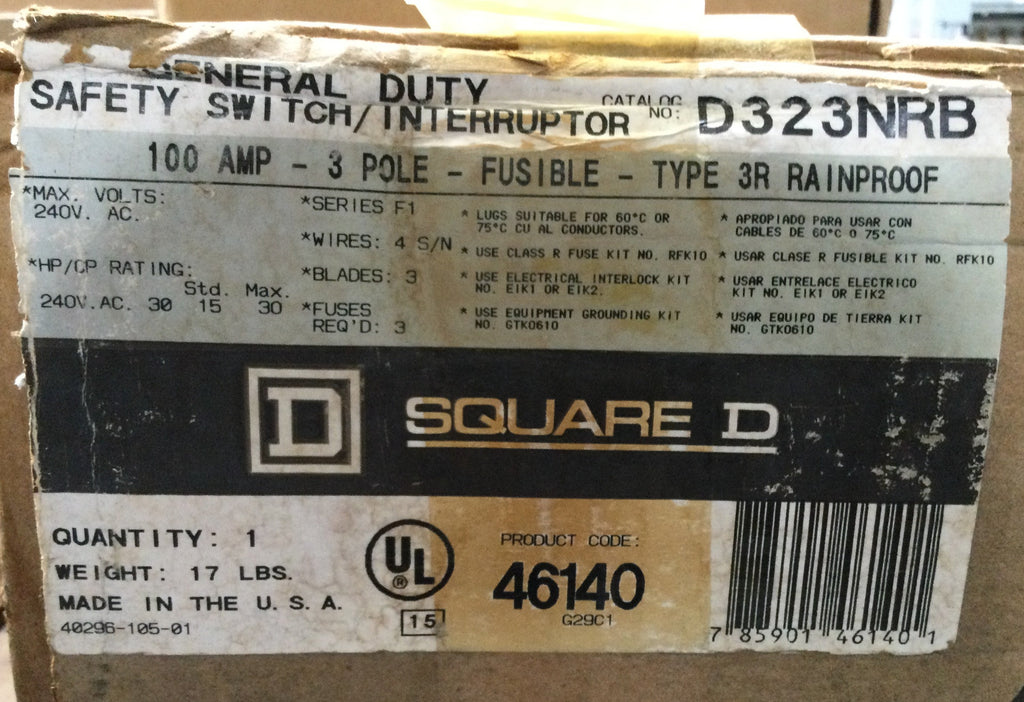 GENERAL DUTY
SAFETY SWITCH/INTERRUPTOR
CATALOG
NO:
D323NRB
100 AMP - 3 POLE - FUSIBLE - TYPE 3R RAINPROOF
*MAX. VOLTS:
240V. AC.
*HP/CP RATING:
Std. Max.
240V.AC. 30 15 30
*SERIES F1
*WIRES: 4 S/N
*BLADES: 3
*FUSES
REQ'D: 3
* LUGS SUITABLE FOR 60°C OR
75°C CU AL CONDUCTORS.
* USE CLASS R FUSE KIT NO. RFK10
* USE ELECTRICAL INTERLOCK KIT
NO. EIK1 OR EIK2.
* USE EQUIPMENT GROUNDING KIT
NO. GTK0610
* APROPIADO PARA USAR CON
CABLES DE 60°C O 75°C
* USAR CLASE R FUSIBLE KIT NO. RFK10
* USAR ENTRELACE ELECTRICO
KIT NO. EIK1 OR EIK2
* USAR EQUIPO DE TIERRA KIT
NO. GTK0610
D
SQUARE D
QUANTITY: 1
WEIGHT: 17 LBS.
MADE IN THE U.S.A.
40296-105-01
UL
®
15
PRODUCT CODE:
46140
G29C1
7 85901 46140 1